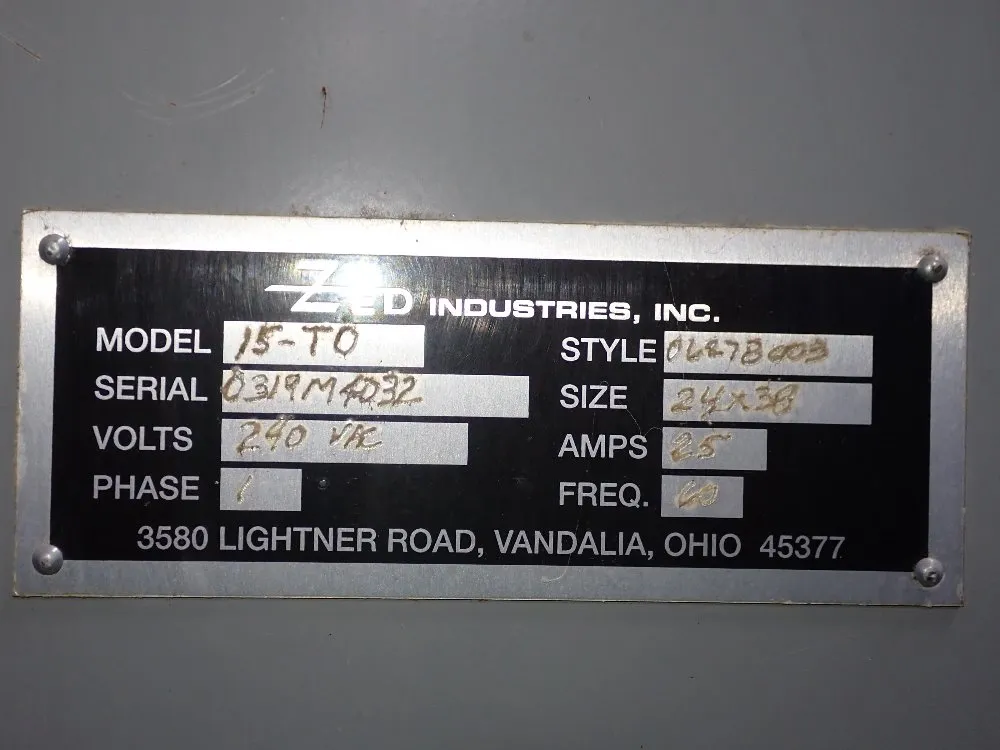 ZED INDUSTRIES, INC.
MODEL 15-TO STYLE
SERIAL SIZE 24x38
VOLTS 240 VAC AMPS 25
PHASE 1 FREQ. 60
3580 LIGHTNER ROAD, VANDALIA, OHIO 45377